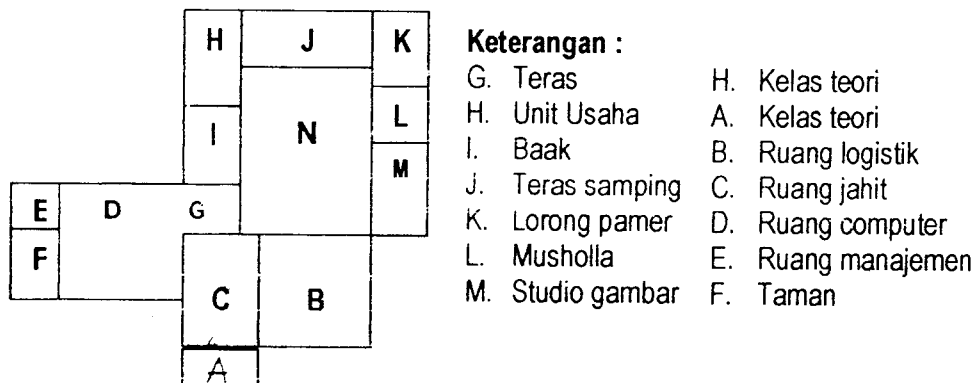 H J K
I N L
M
E D G
F
C B
A
Keterangan :
G. Teras
H. Unit Usaha
I. Baak
J. Teras samping
K. Lorong pamer
L. Musholla
M. Studio gambar
H. Kelas teori
A. Kelas teori
B. Ruang logistik
C. Ruang jahit
D. Ruang computer
E. Ruang manajemen
F. Taman